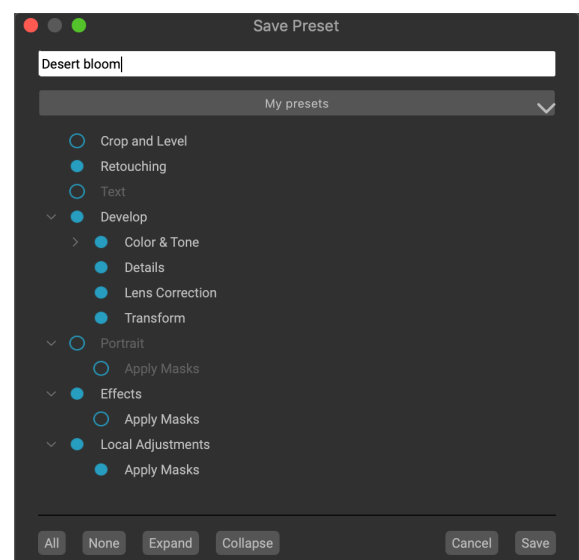 Save Preset
Desert bloom
My presets
Crop and Level
Retouching
Text
Develop
Color & Tone
Details
Lens Correction
Transform
Portrait
Apply Masks
Effects
Apply Masks
Local Adjustments
Apply Masks
All None Expand Collapse Cancel Save